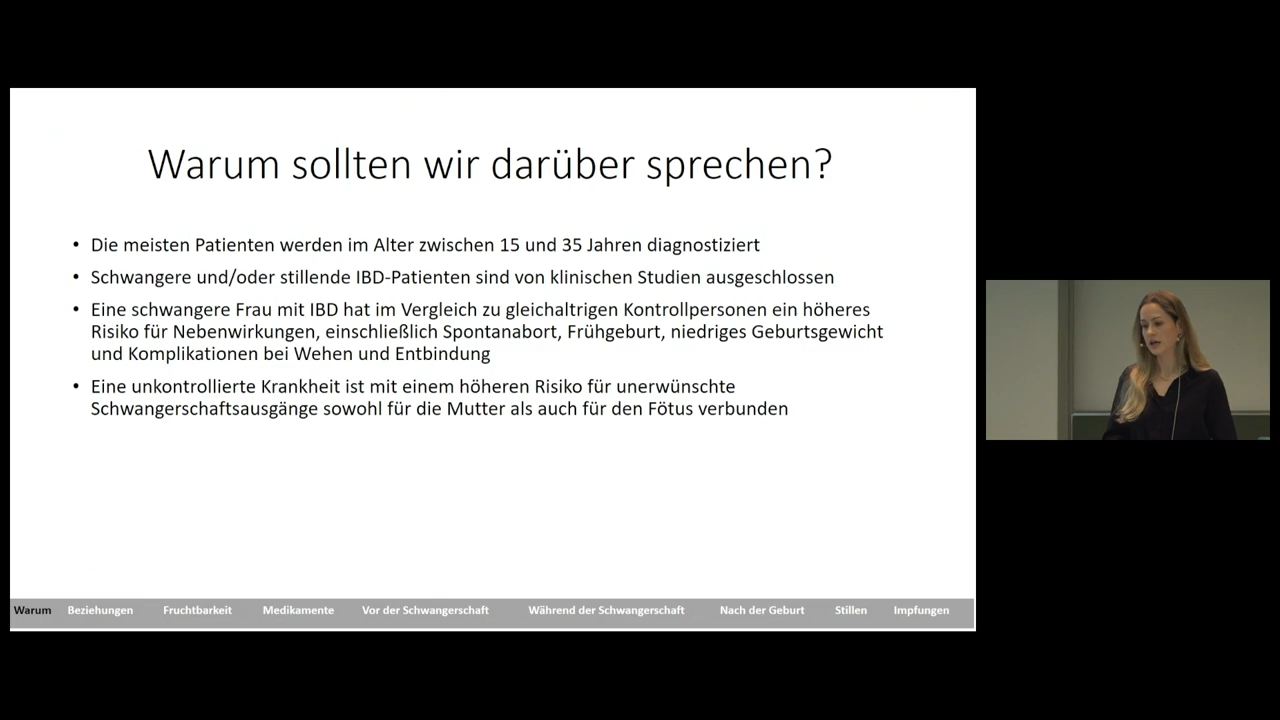 Warum sollten wir darüber sprechen?
• Die meisten Patienten werden im Alter zwischen 15 und 35 Jahren diagnostiziert
• Schwangere und/oder stillende IBD-Patienten sind von klinischen Studien ausgeschlossen
• Eine schwangere Frau mit IBD hat im Vergleich zu gleichaltrigen Kontrollpersonen ein höheres
Risiko für Nebenwirkungen, einschließlich Spontanabort, Frühgeburt, niedriges Geburtsgewicht
und Komplikationen bei Wehen und Entbindung
• Eine unkontrollierte Krankheit ist mit einem höheren Risiko für unerwünschte
Schwangerschaftsausgänge sowohl für die Mutter als auch für den Fötus verbunden
Warum Beziehungen Fruchtbarkeit Medikamente Vor der Schwangerschaft Während der Schwangerschaft Nach der Geburt Stillen Impfungen